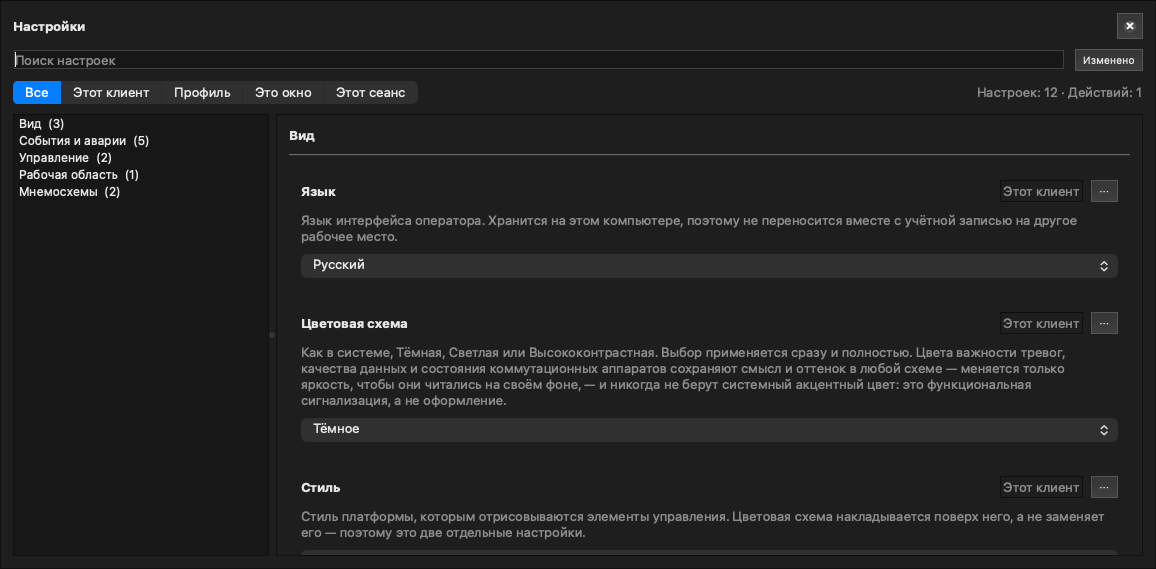 Настройки
Поиск настроек
Изменено
Все Этот клиент Профиль Это окно Этот сеанс
Настроек: 12 · Действий: 1
Вид (3)
События и аварии (5)
Управление (2)
Рабочая область (1)
Мнемосхемы (2)
Вид
Язык
Этот клиент
...
Язык интерфейса оператора. Хранится на этом компьютере, поэтому не переносится вместе с учётной записью на другое
рабочее место.
Русский
Цветовая схема
Этот клиент
...
Как в системе, Тёмная, Светлая или Высококонтрастная. Выбор применяется сразу и полностью. Цвета важности тревог,
качества данных и состояния коммутационных аппаратов сохраняют смысл и оттенок в любой схеме — меняется только
яркость, чтобы они читались на своём фоне, — и никогда не берут системный акцентный цвет: это функциональная
сигнализация, а не оформление.
Тёмное
Стиль
Этот клиент
...
Стиль платформы, которым отрисовываются элементы управления. Цветовая схема накладывается поверх него, а не заменяет
его — поэтому это две отдельные настройки.